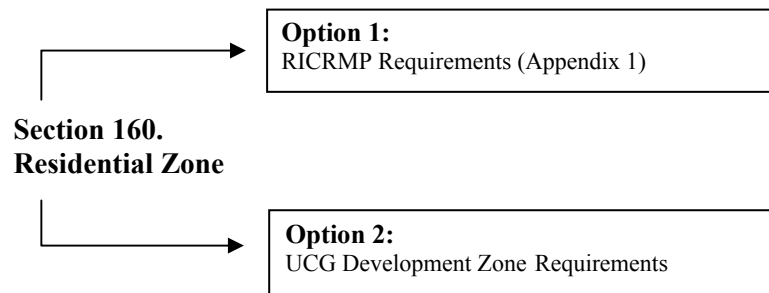 Option 1:
RICRMP Requirements (Appendix 1)
Section 160.
Residential Zone
Option 2:
UCG Development Zone Requirements